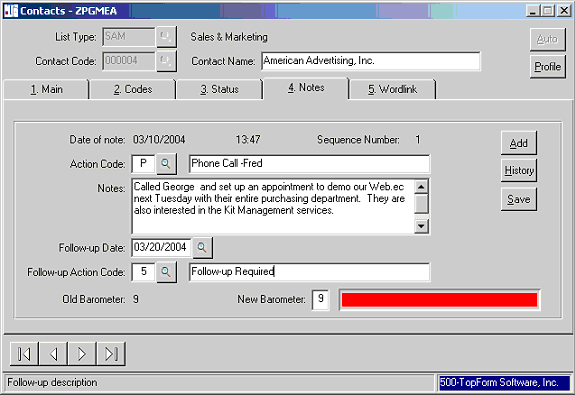 Contacts - ZPGMEA
List Type: SAM Sales & Marketing Auto
Contact Code: 000004 Contact Name: American Advertising, Inc. Profile
1. Main 2. Codes 3. Status 4. Notes 5. Wordlink
Date of note: 03/10/2004 13:47 Sequence Number: 1 Add
Action Code: P Phone Call -Fred History
Notes: Called George and set up an appointment to demo our Web.ec
next Tuesday with their entire purchasing department. They are
also interested in the Kit Management services. Save
Follow-up Date: 03/20/2004
Follow-up Action Code: 5 Follow-up Required
Old Barometer: 9 New Barometer: 9
Follow-up description 500-TopForm Software, Inc.